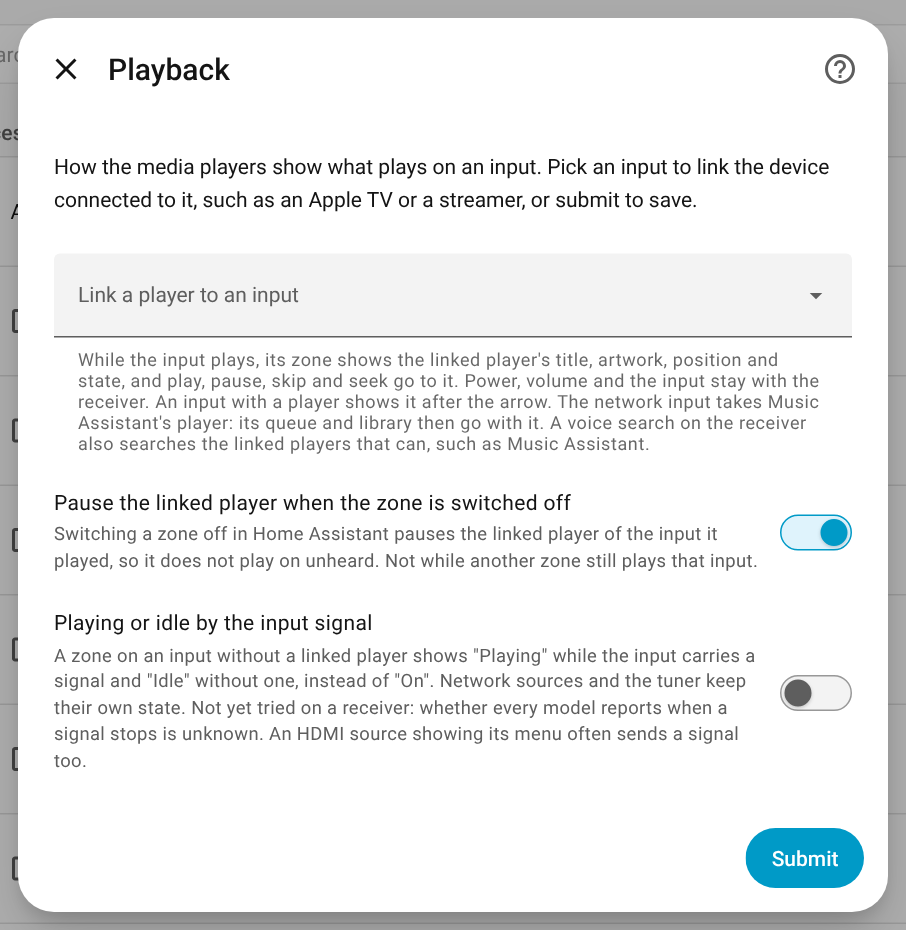 Playback
How the media players show what plays on an input. Pick an input to link the device
connected to it, such as an Apple TV or a streamer, or submit to save.
Link a player to an input
While the input plays, its zone shows the linked player's title, artwork, position and
state, and play, pause, skip and seek go to it. Power, volume and the input stay with the
receiver. An input with a player shows it after the arrow. The network input takes Music
Assistant's player: its queue and library then go with it. A voice search on the receiver
also searches the linked players that can, such as Music Assistant.
Pause the linked player when the zone is switched off
Switching a zone off in Home Assistant pauses the linked player of the input it
played, so it does not play on unheard. Not while another zone still plays that input.
Playing or idle by the input signal
A zone on an input without a linked player shows "Playing" while the input carries a
signal and "Idle" without one, instead of "On". Network sources and the tuner keep
their own state. Not yet tried on a receiver: whether every model reports when a
signal stops is unknown. An HDMI source showing its menu often sends a signal
too.
Submit